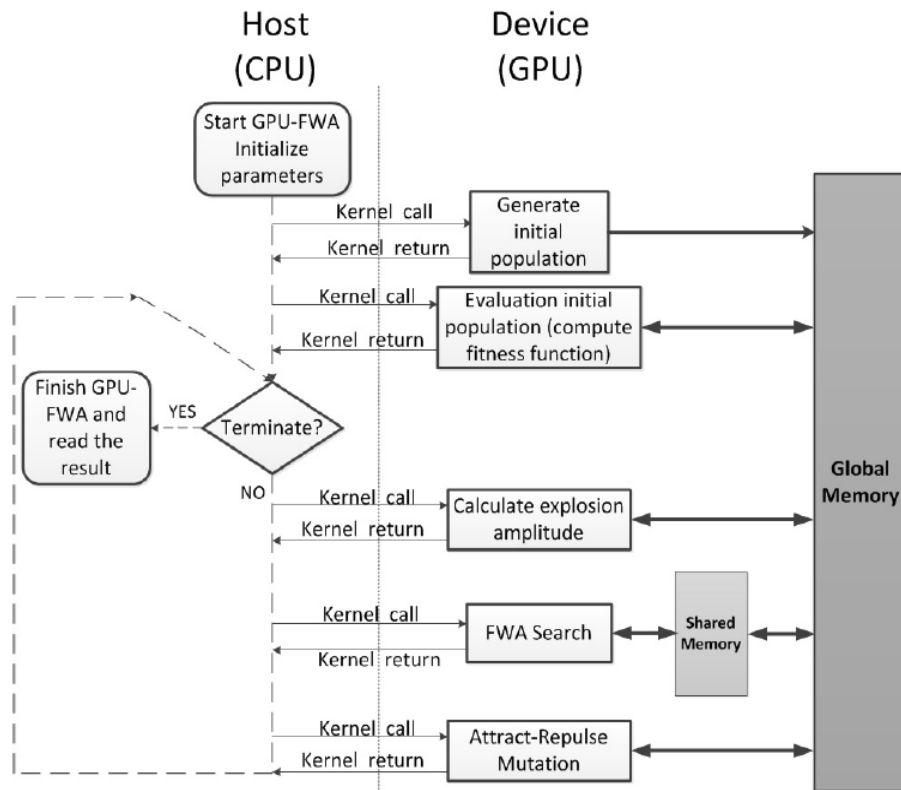 Host
(CPU)
Device
(GPU)
Start GPU-FWA
Initialize
parameters
Kernel call
Kernel return
Generate
initial
population
Kernel call
Kernel return
Evaluation initial
population (compute
fitness function)
Finish GPU-
FWA and
read the
result
YES
Terminate?
NO
Global
Memory
Kernel call
Kernel return
Calculate explosion
amplitude
Kernel call
Kernel return
FWA Search
Shared
Memory
Kernel call
Kernel return
Attract-Repulse
Mutation